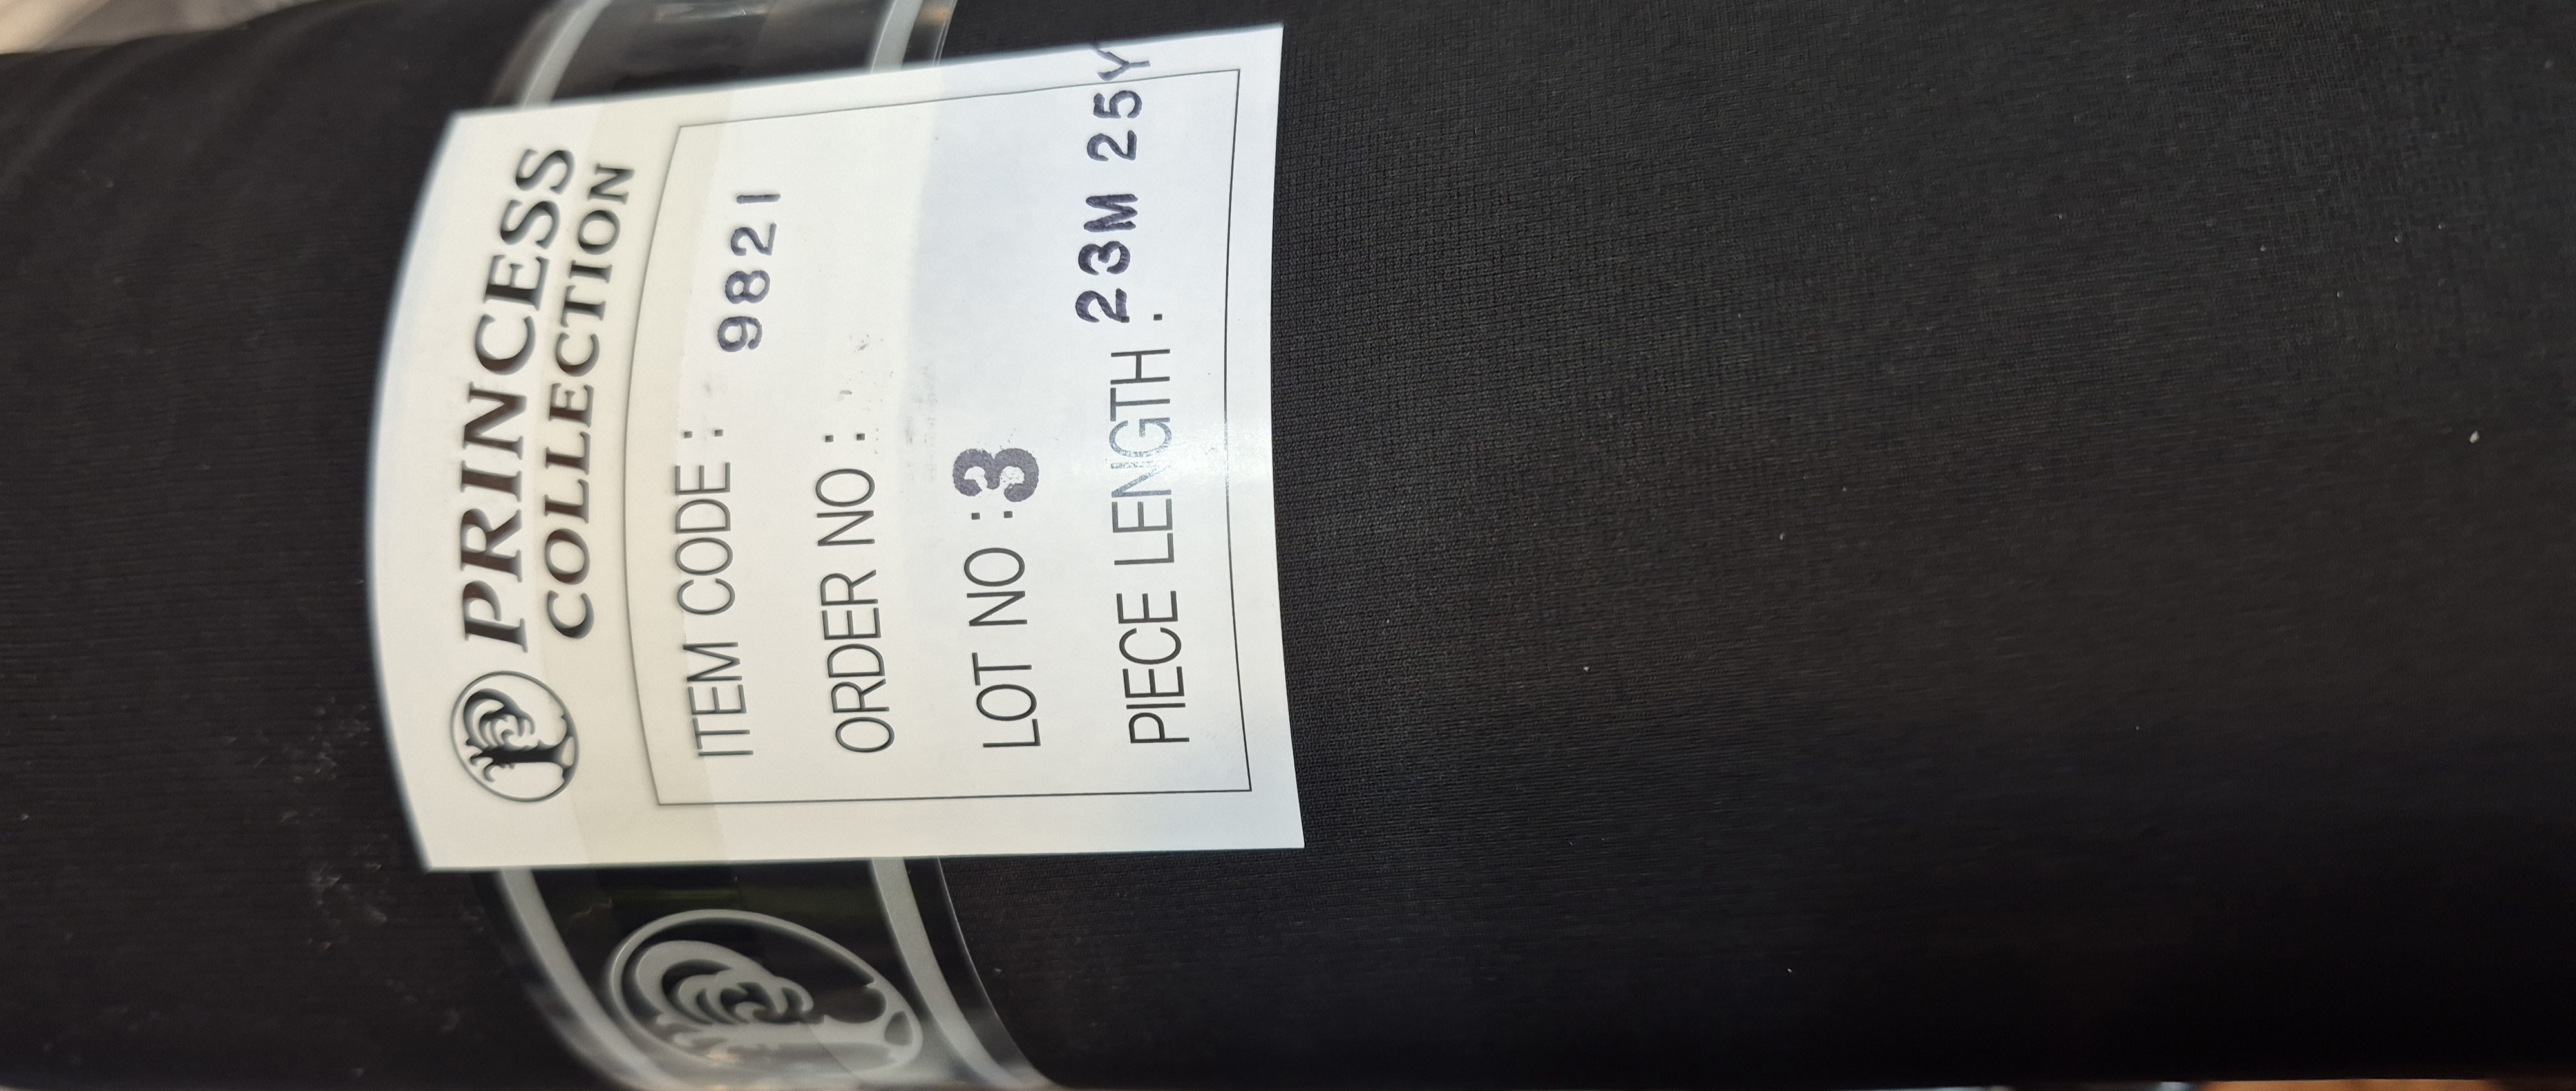 PRINCESS
COLLECTION
ITEM CODE : 9821
ORDER NO :
LOT NO :3
PIECE LENGTH : 23M 25Y